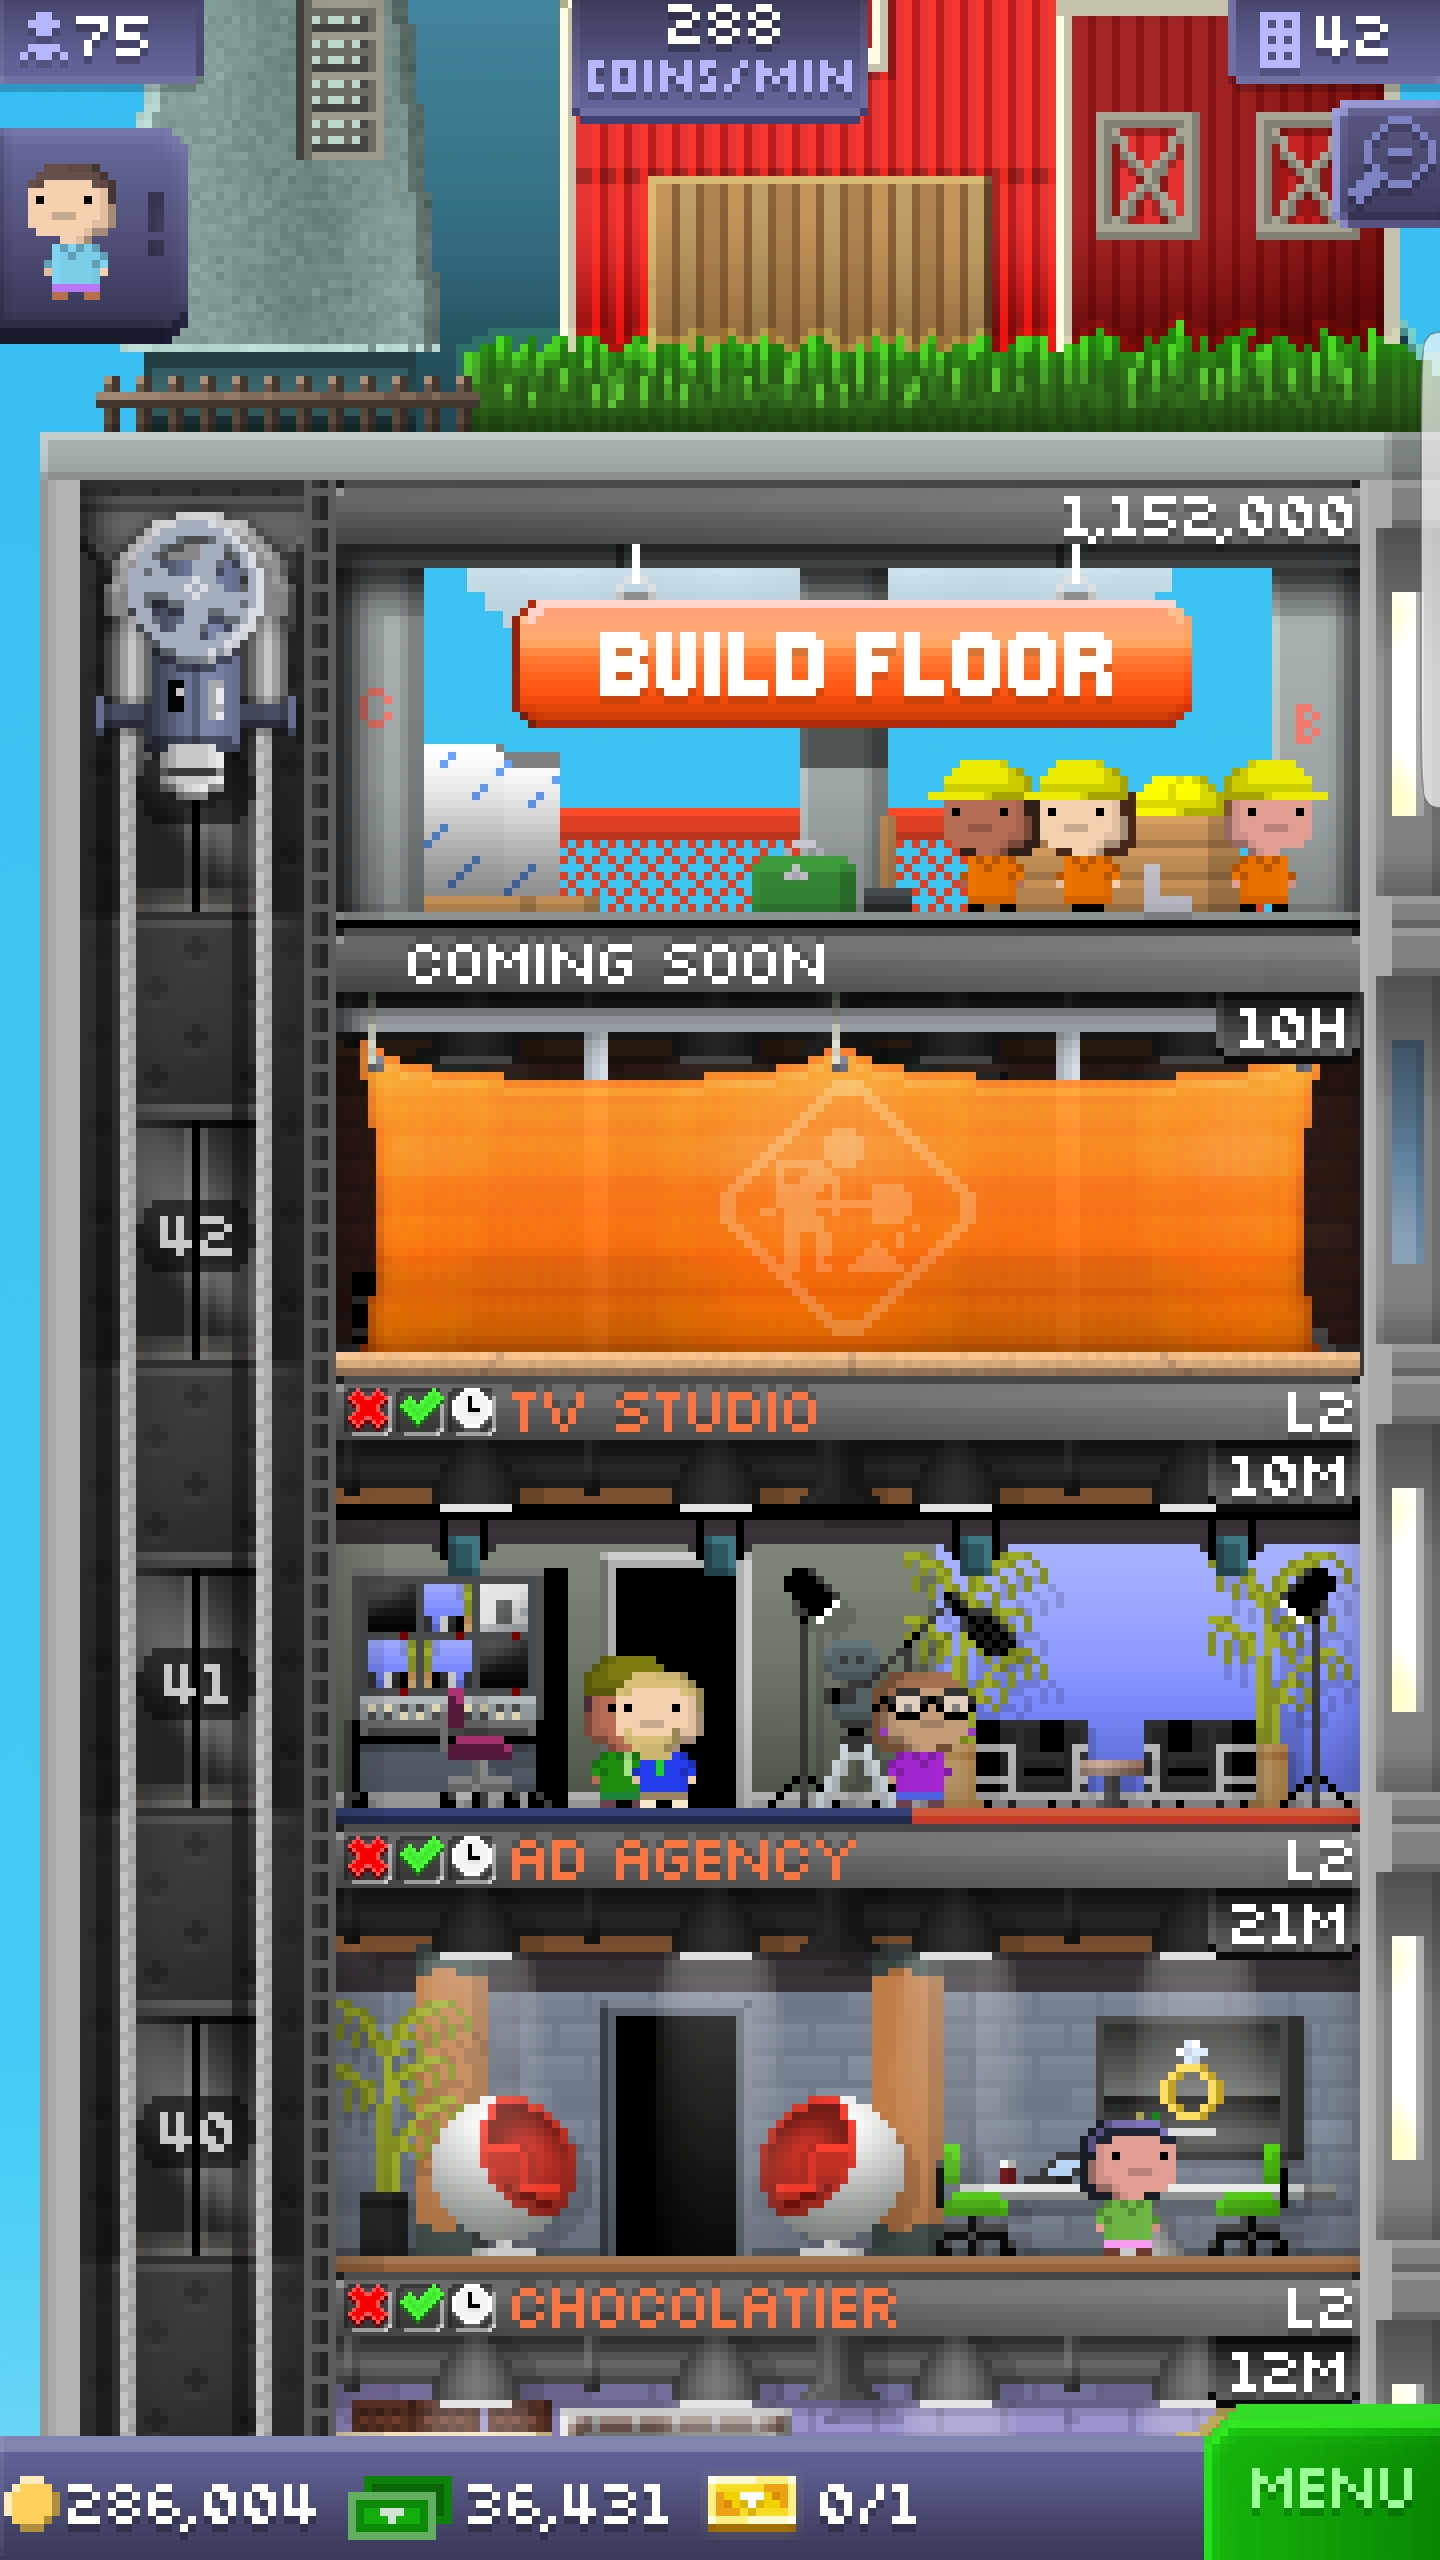 75
288
COINS/MIN
42
!
1,152,000
BUILD FLOOR
C
B
COMING SOON
10H
42
TV STUDIO
L2
10M
41
AD AGENCY
L2
21M
40
CHOCOLATIER
L2
12M
286,004
36,431
0/1
MENU